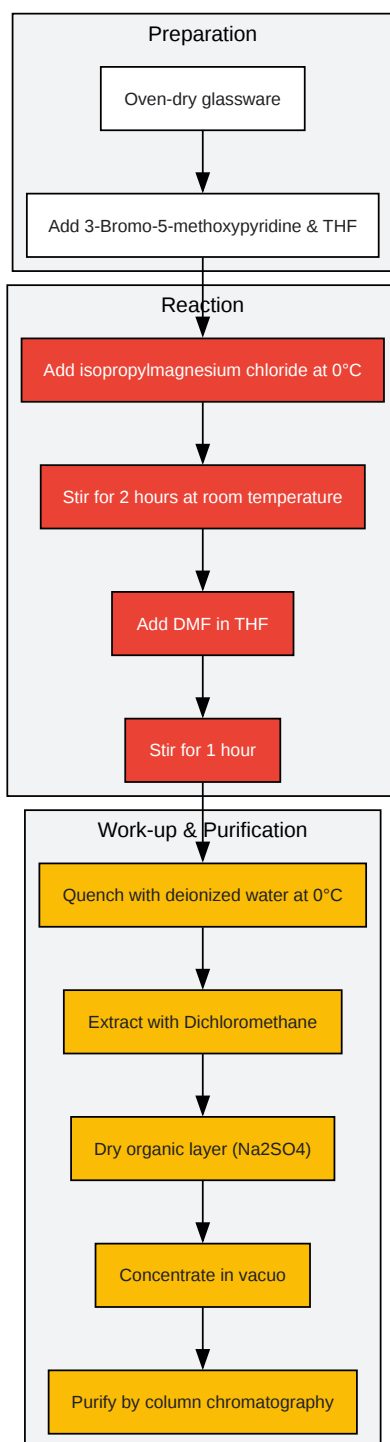 Preparation
Oven-dry glassware
Add 3-Bromo-5-methoxypyridine & THF
Reaction
Add isopropylmagnesium chloride at 0°C
Stir for 2 hours at room temperature
Add DMF in THF
Stir for 1 hour
Work-up & Purification
Quench with deionized water at 0°C
Extract with Dichloromethane
Dry organic layer (Na2SO4)
Concentrate in vacuo
Purify by column chromatography